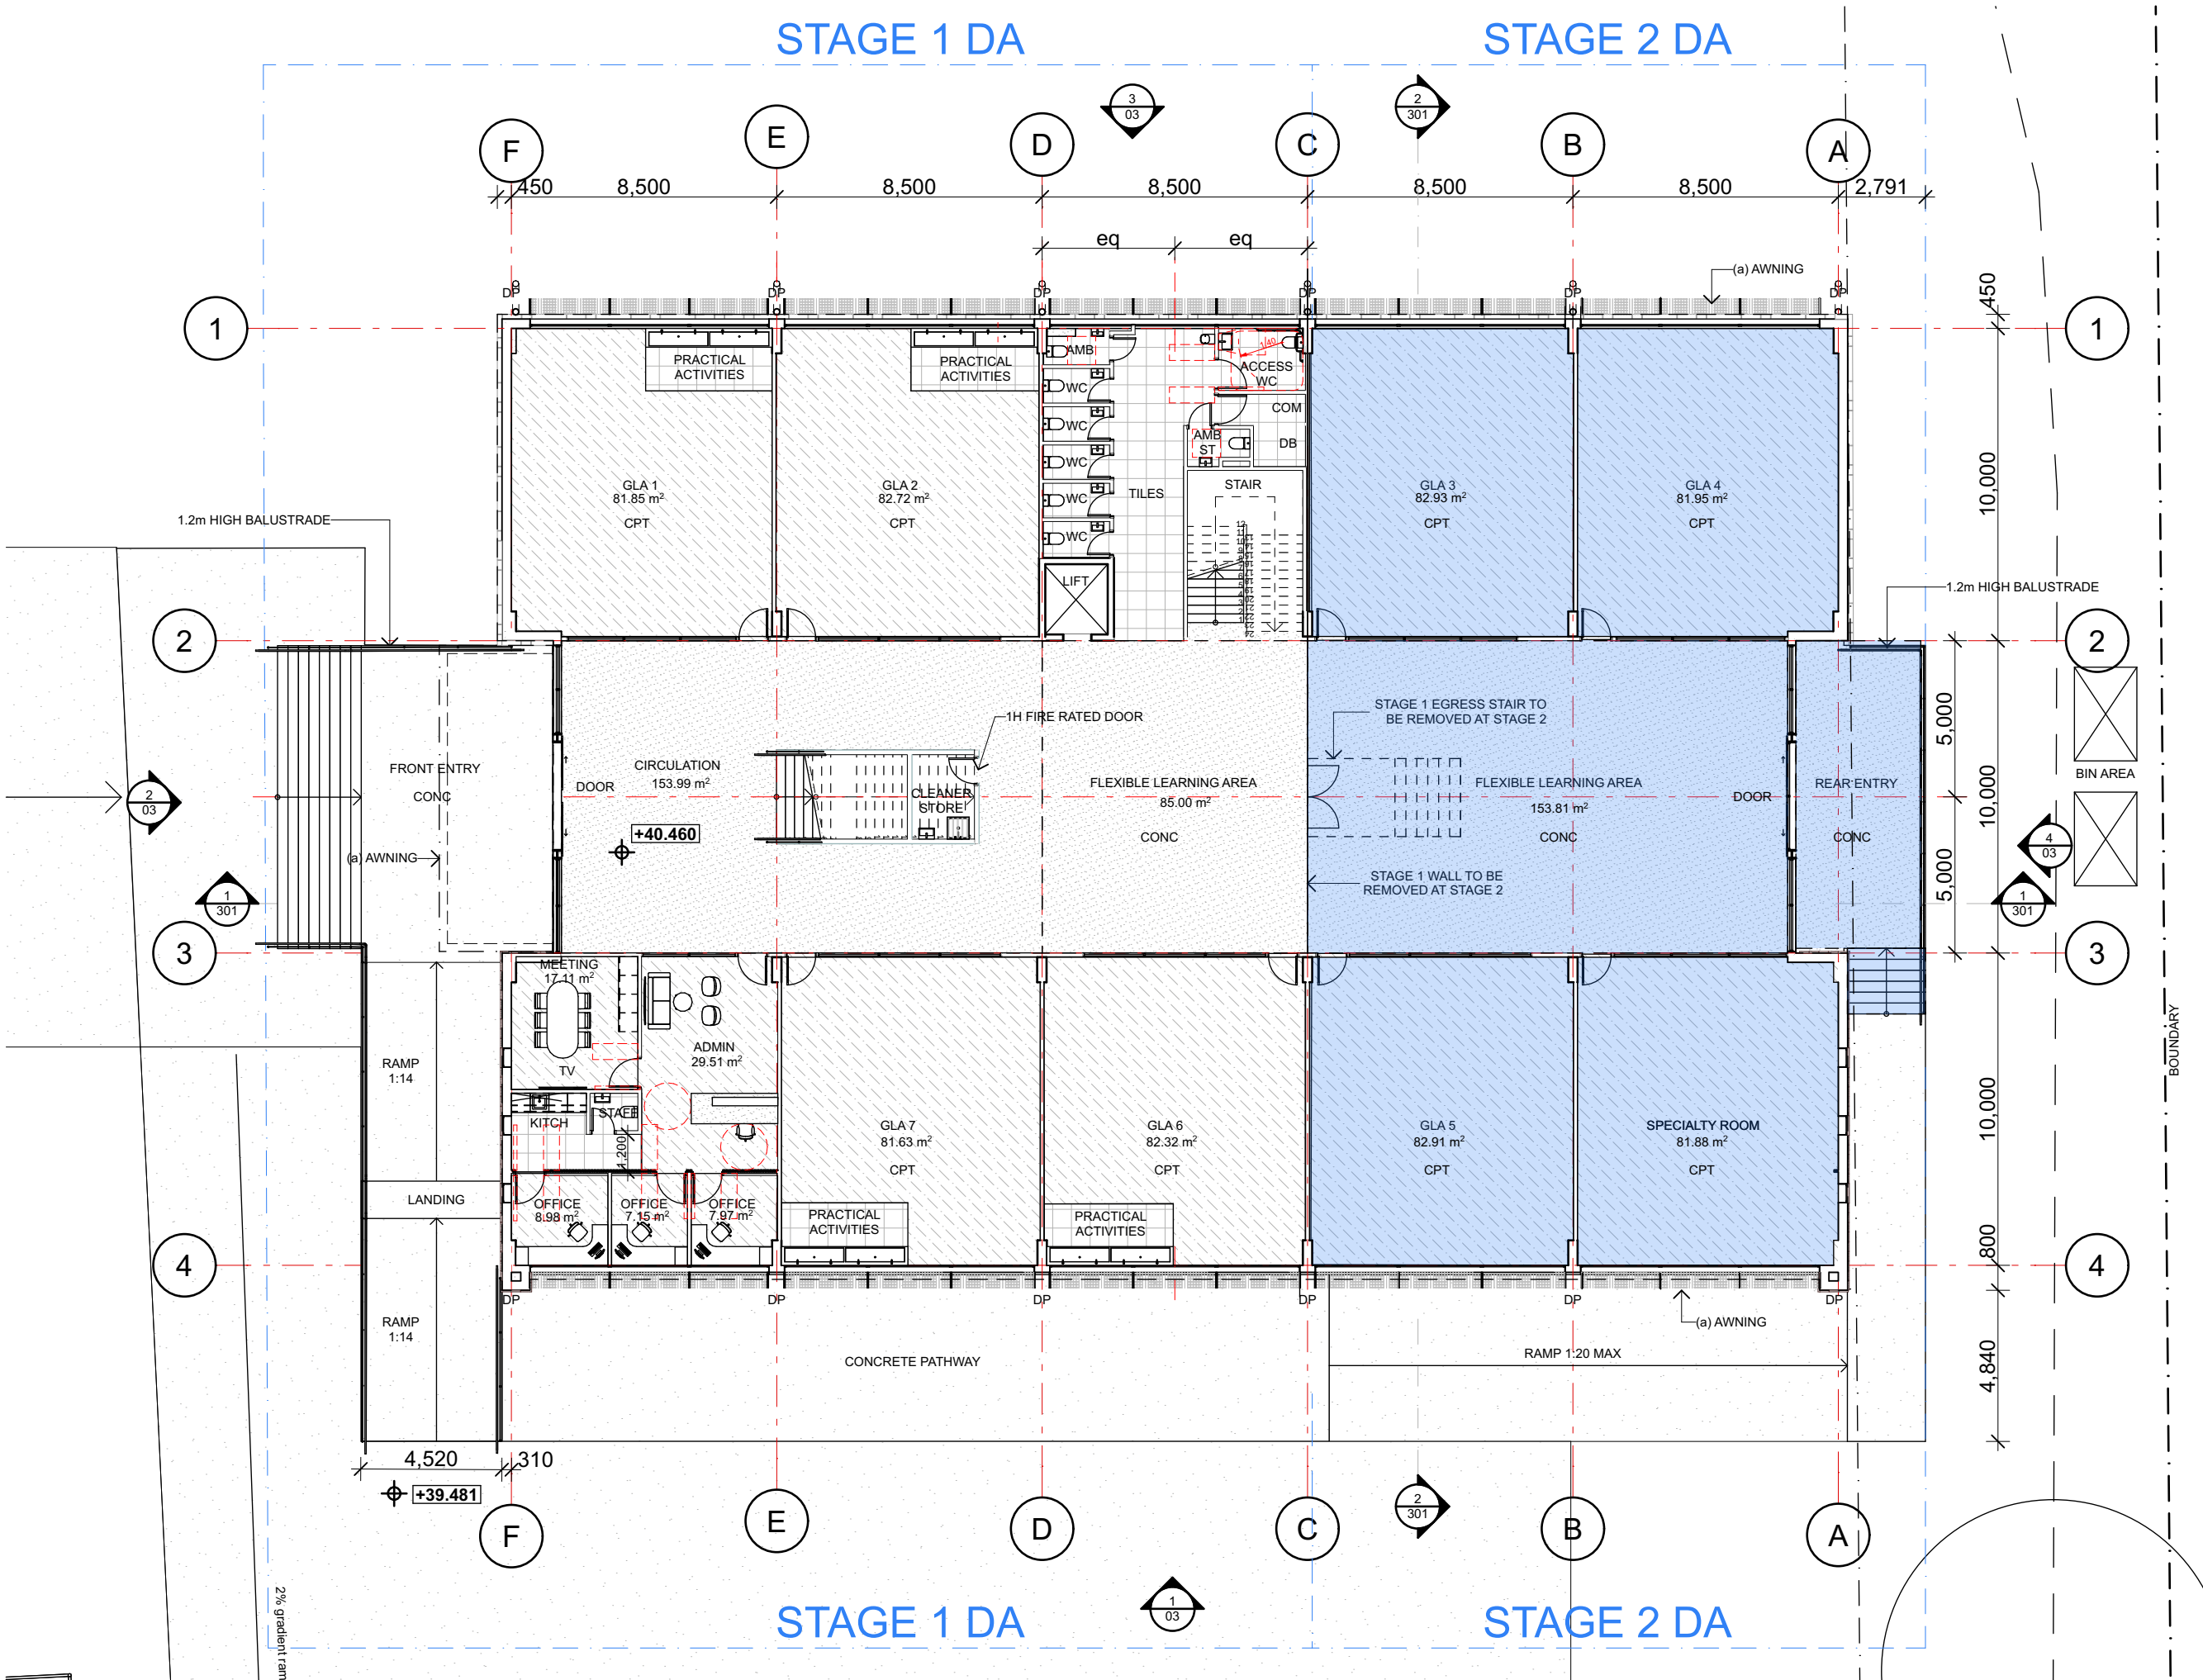 STAGE 1 DA
STAGE 2 DA
3
03
2
301
F
E
D
C
B
A
450
8,500
8,500
8,500
8,500
8,500
2,791
eq
eq
(a) AWNING
450
DP
DP
DP
DP
DP
DP
1
1
PRACTICAL
ACTIVITIES
PRACTICAL
ACTIVITIES
AMB
1:40
ACCESS
WC
WC
WC
WC
WC
WC
COM
AMB
ST
DB
GLA 1
81.85 m²
CPT
GLA 2
82.72 m²
CPT
TILES
STAIR
GLA 3
82.93 m²
CPT
GLA 4
81.95 m²
CPT
10,000
1.2m HIGH BALUSTRADE
LIFT
1.2m HIGH BALUSTRADE
2
2
STAGE 1 EGRESS STAIR TO
BE REMOVED AT STAGE 2
1H FIRE RATED DOOR
5,000
FRONT ENTRY
CONC
CIRCULATION
153.99 m²
DOOR
CLEANER
STORE
FLEXIBLE LEARNING AREA
85.00 m²
CONC
FLEXIBLE LEARNING AREA
153.81 m²
CONC
DOOR
REAR ENTRY
CONC
BIN AREA
10,000
2
03
+40.460
(a) AWNING
4
03
5,000
STAGE 1 WALL TO BE
REMOVED AT STAGE 2
1
301
1
301
3
3
MEETING
17.11 m²
ADMIN
29.51 m²
TV
RAMP
1:14
BOUNDARY
KITCH
STAFF
1,200
GLA 7
81.63 m²
CPT
GLA 6
82.32 m²
CPT
GLA 5
82.91 m²
CPT
SPECIALTY ROOM
81.88 m²
CPT
10,000
LANDING
OFFICE
8.98 m²
OFFICE
7.15 m²
OFFICE
7.97 m²
PRACTICAL
ACTIVITIES
PRACTICAL
ACTIVITIES
800
4
4
DP
DP
DP
DP
DP
DP
RAMP
1:14
(a) AWNING
CONCRETE PATHWAY
RAMP 1:20 MAX
4,840
4,520
310
+39.481
2
301
F
E
D
C
B
A
1
03
STAGE 1 DA
STAGE 2 DA
2% gradient ram